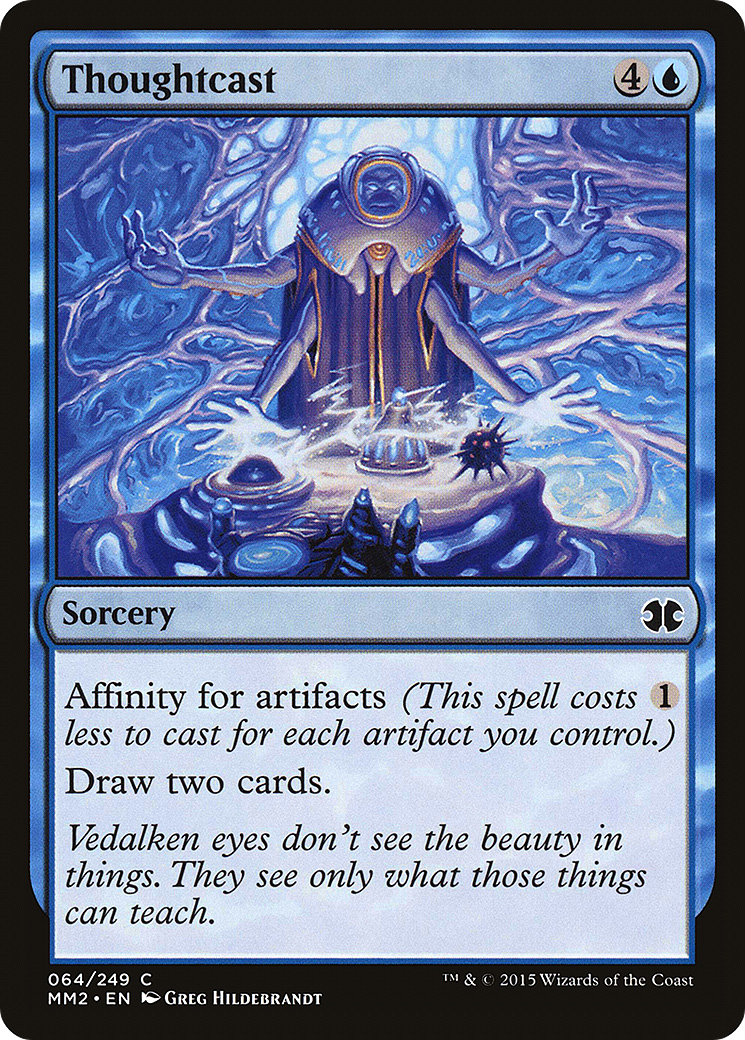 Thoughtcast 4
Sorcery
Affinity for artifacts (This spell costs 1
less to cast for each artifact you control.)
Draw two cards.
Vedalken eyes don't see the beauty in
things. They see only what those things
can teach.
064/249 C
MM2 • EN Greg Hildebrandt
™ & © 2015 Wizards of the Coast